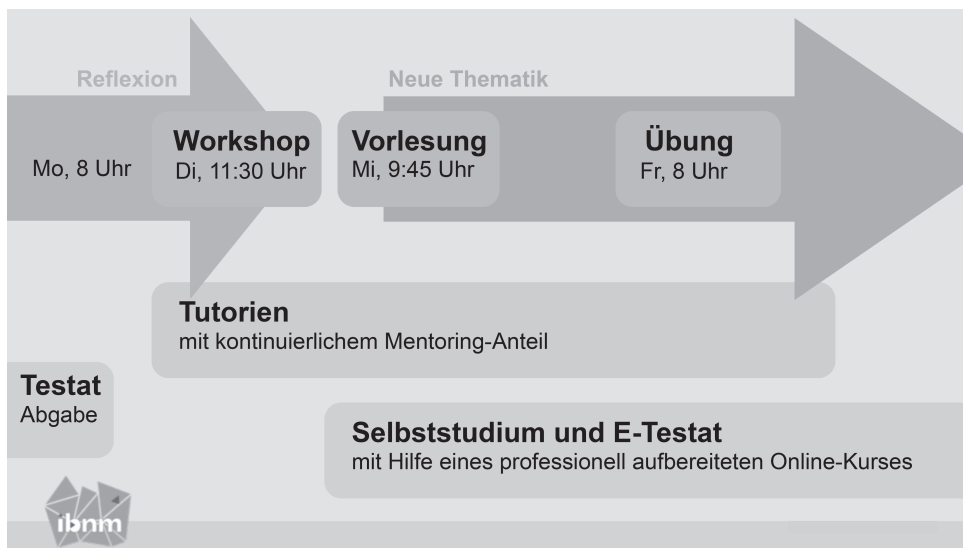 Reflexion
Neue Thematik
Mo, 8 Uhr
Workshop
Di, 11:30 Uhr
Vorlesung
Mi, 9:45 Uhr
Übung
Fr, 8 Uhr
Tutorien
mit kontinuierlichem Mentoring-Anteil
Testat
Abgabe
Selbststudium und E-Testat
mit Hilfe eines professionell aufbereiteten Online-Kurses
ibnm